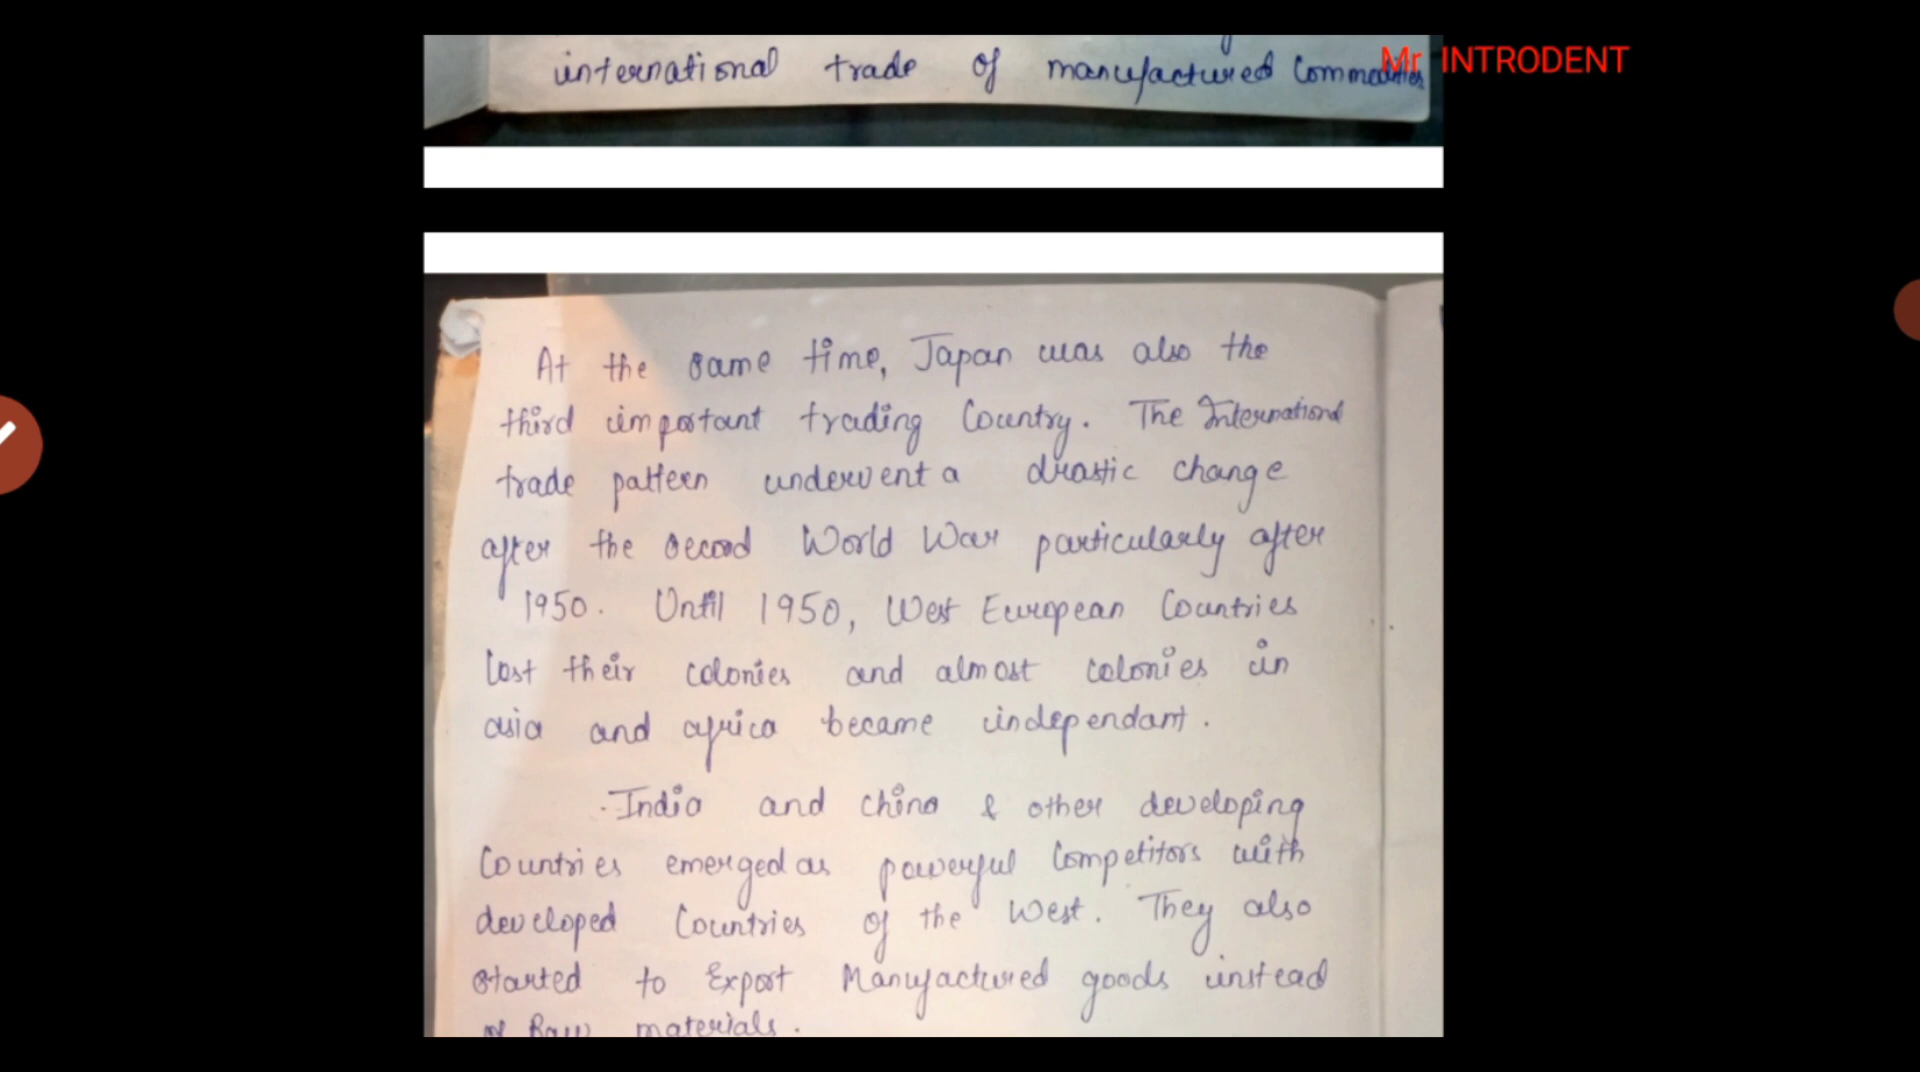 international trade of manufactured Commodities
Mr INTRODENT
At the same time, Japan was also the
third important trading Country. The International
trade pattern underwent a drastic change
after the second World War particularly after
1950. Until 1950, West European Countries
lost their colonies and almost colonies in
asia and africa became independant.
India and china & other developing
Countries emerged as powerful Competitors with
developed Countries of the West. They also
started to Export Manufactured goods instead
of Raw materials.